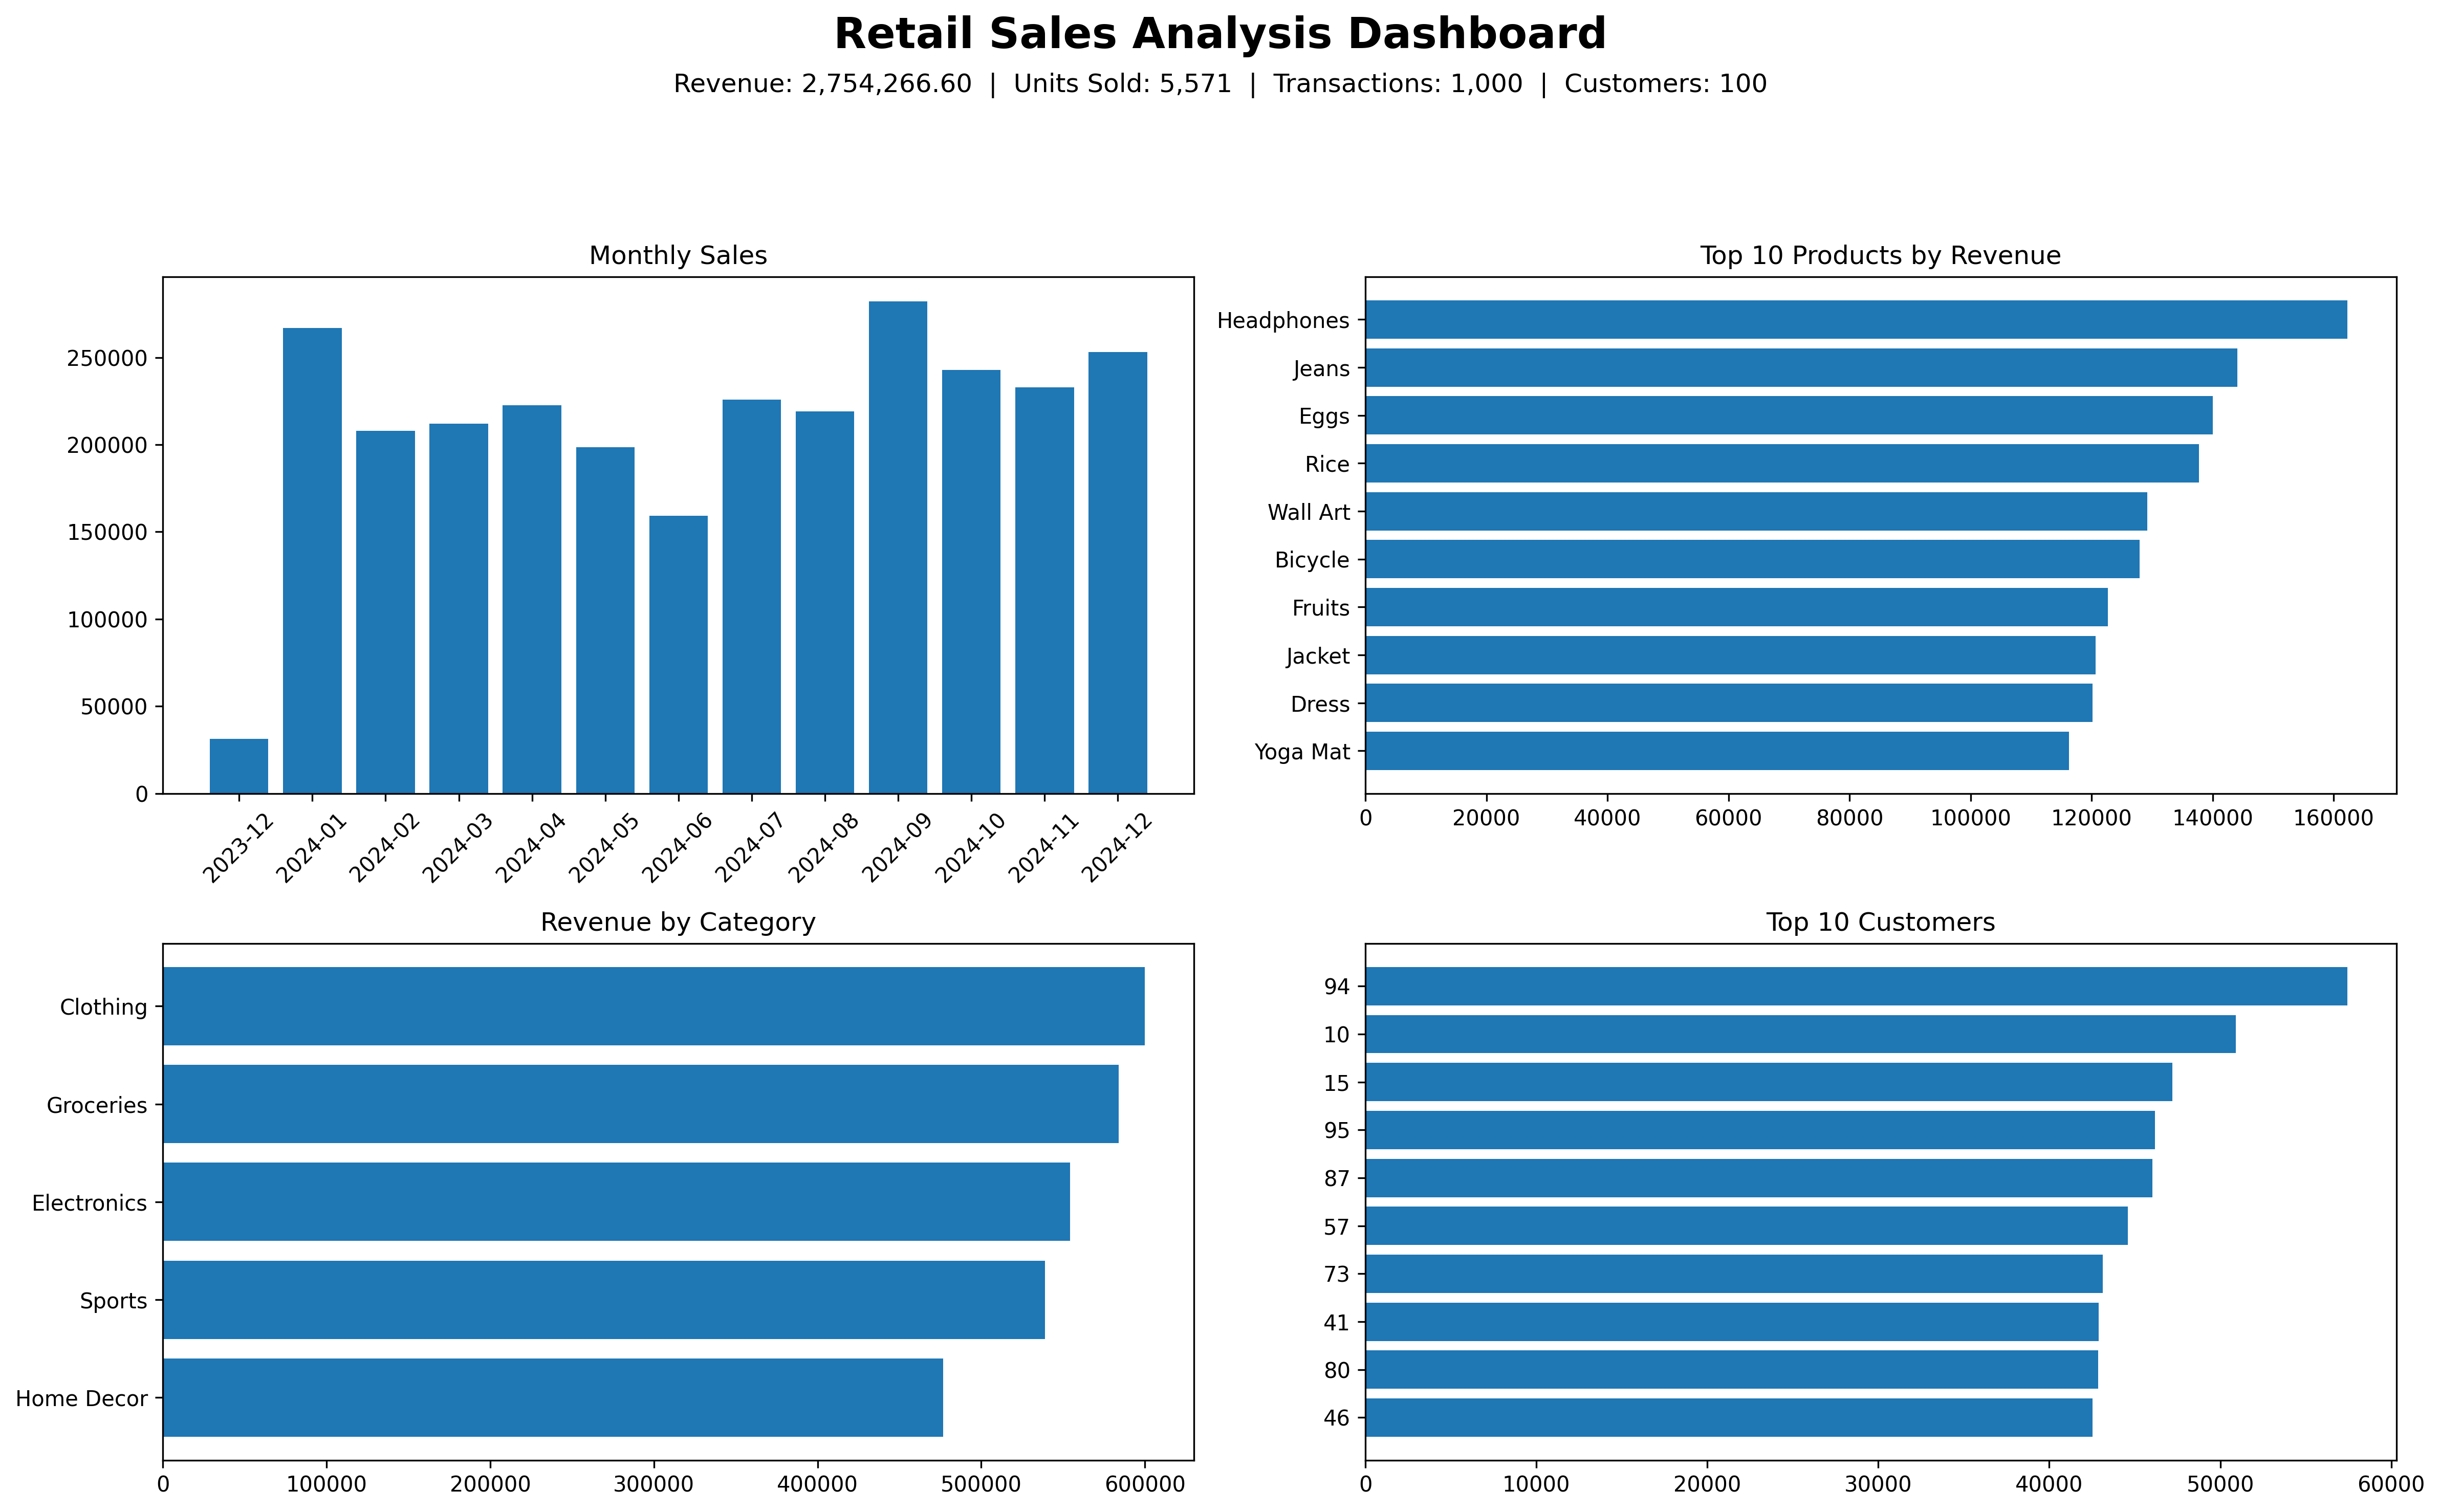 Retail Sales Analysis Dashboard
Revenue: 2,754,266.60 | Units Sold: 5,571 | Transactions: 1,000 | Customers: 100
Monthly Sales
250000
200000
150000
100000
50000
0
2023-12 2024-01 2024-02 2024-03 2024-04 2024-05 2024-06 2024-07 2024-08 2024-09 2024-10 2024-11 2024-12
Top 10 Products by Revenue
Headphones
Jeans
Eggs
Rice
Wall Art
Bicycle
Fruits
Jacket
Dress
Yoga Mat
0 20000 40000 60000 80000 100000 120000 140000 160000
Revenue by Category
Clothing
Groceries
Electronics
Sports
Home Decor
0 100000 200000 300000 400000 500000 600000
Top 10 Customers
94
10
15
95
87
57
73
41
80
46
0 10000 20000 30000 40000 50000 60000